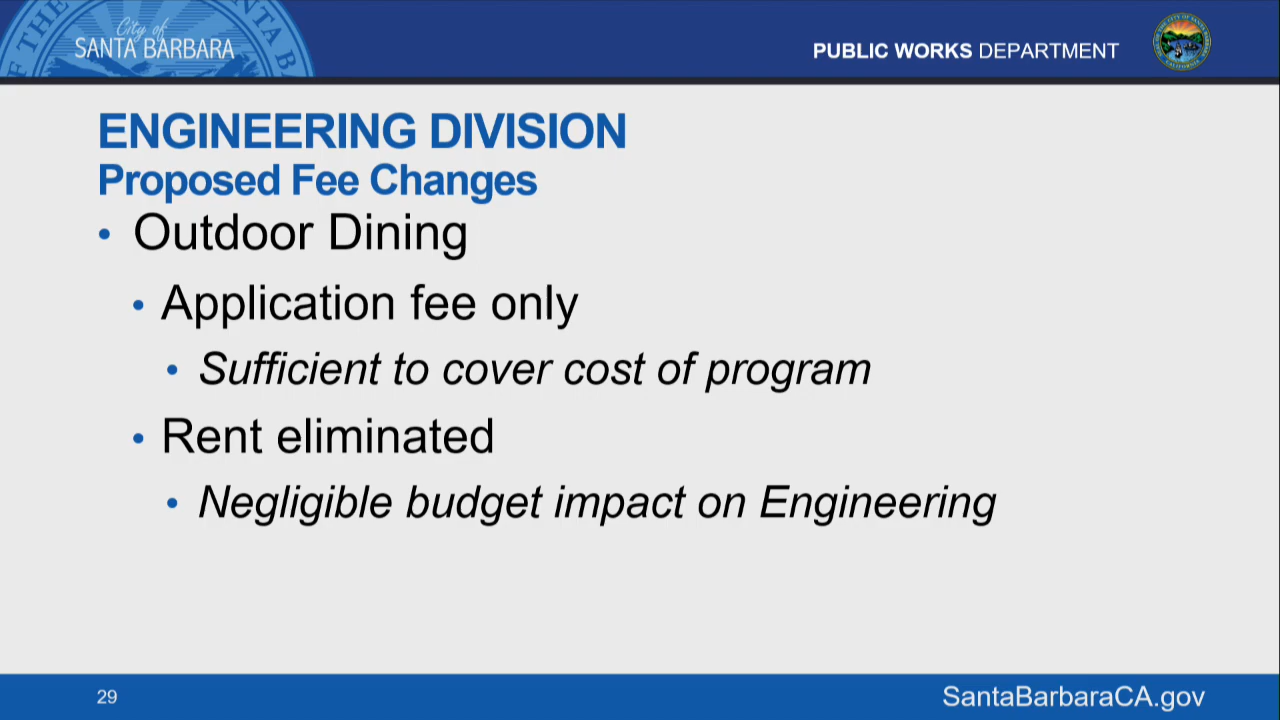 City of
SANTA BARBARA
PUBLIC WORKS DEPARTMENT
ENGINEERING DIVISION
Proposed Fee Changes
• Outdoor Dining
• Application fee only
• Sufficient to cover cost of program
• Rent eliminated
• Negligible budget impact on Engineering
29
SantaBarbaraCA.gov